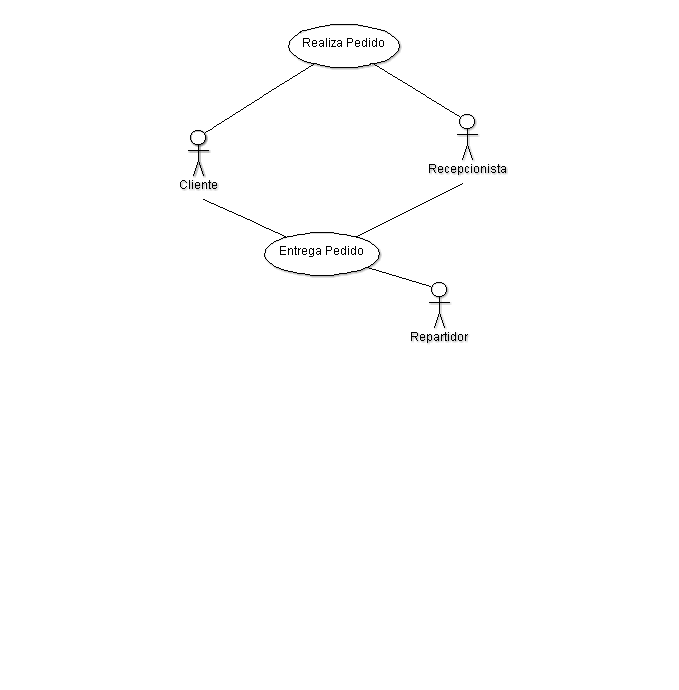 Realiza Pedido
Recepcionista
Cliente
Entrega Pedido
Repartidor